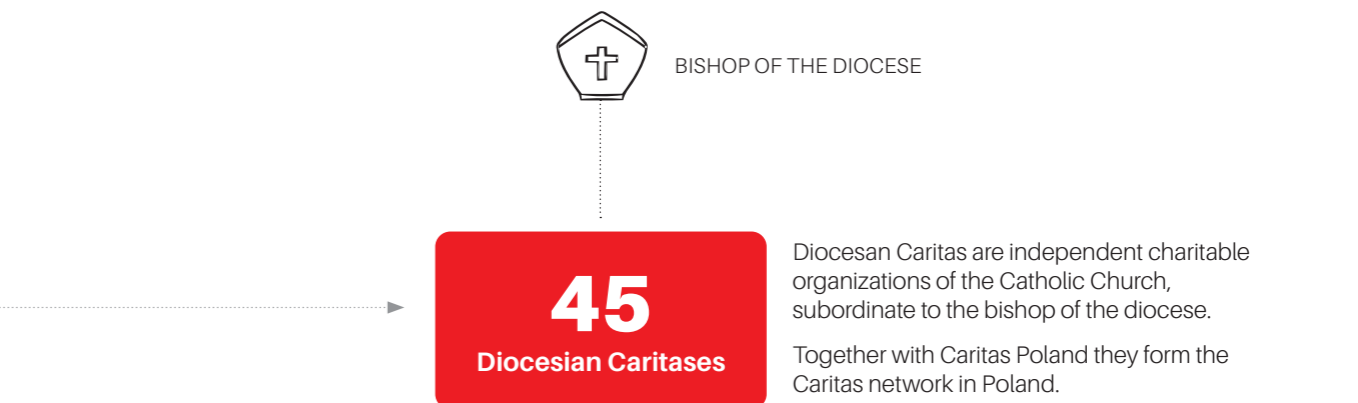 BISHOP OF THE DIOCESE
45
Diocesian Caritases
Diocesan Caritas are independent charitable
organizations of the Catholic Church,
subordinate to the bishop of the diocese.
Together with Caritas Poland they form the
Caritas network in Poland.